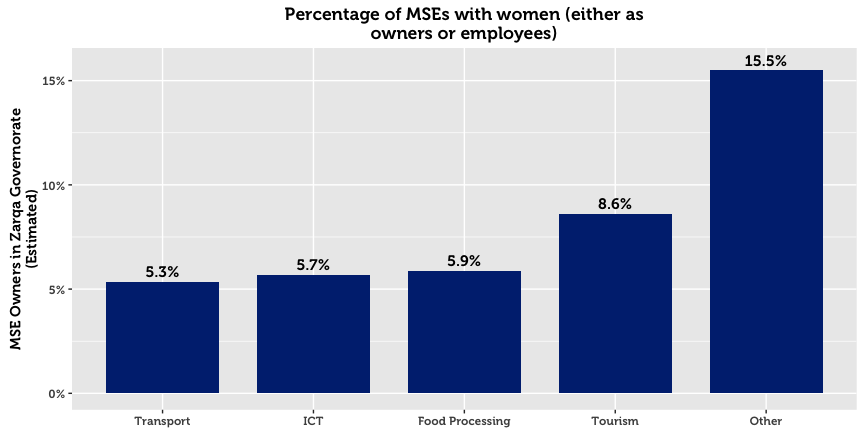 Percentage of MSEs with women (either as
owners or employees)
MSE Owners in Zarqa Governorate
(Estimated)
15%
10%
5%
0%
5.3%
5.7%
5.9%
8.6%
15.5%
Transport
ICT
Food Processing
Tourism
Other